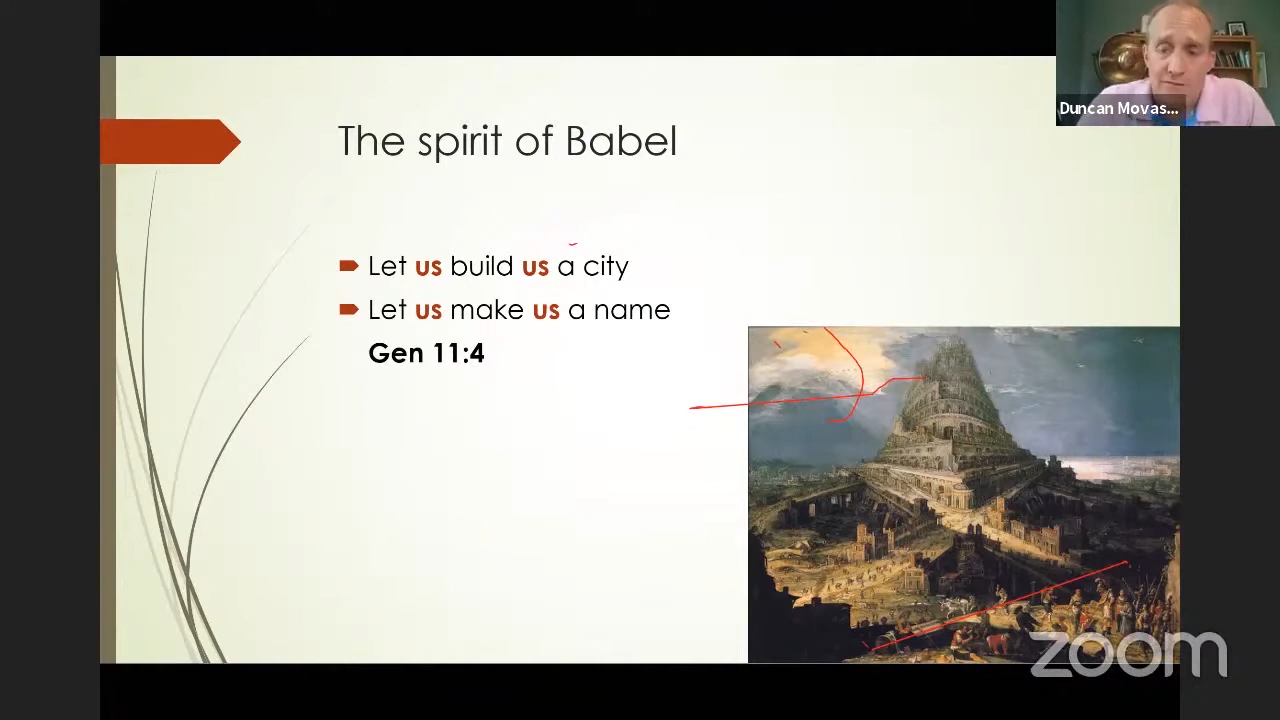 Duncan Movas...
The spirit of Babel
Let us build us a city
Let us make us a name
Gen 11:4
zoom